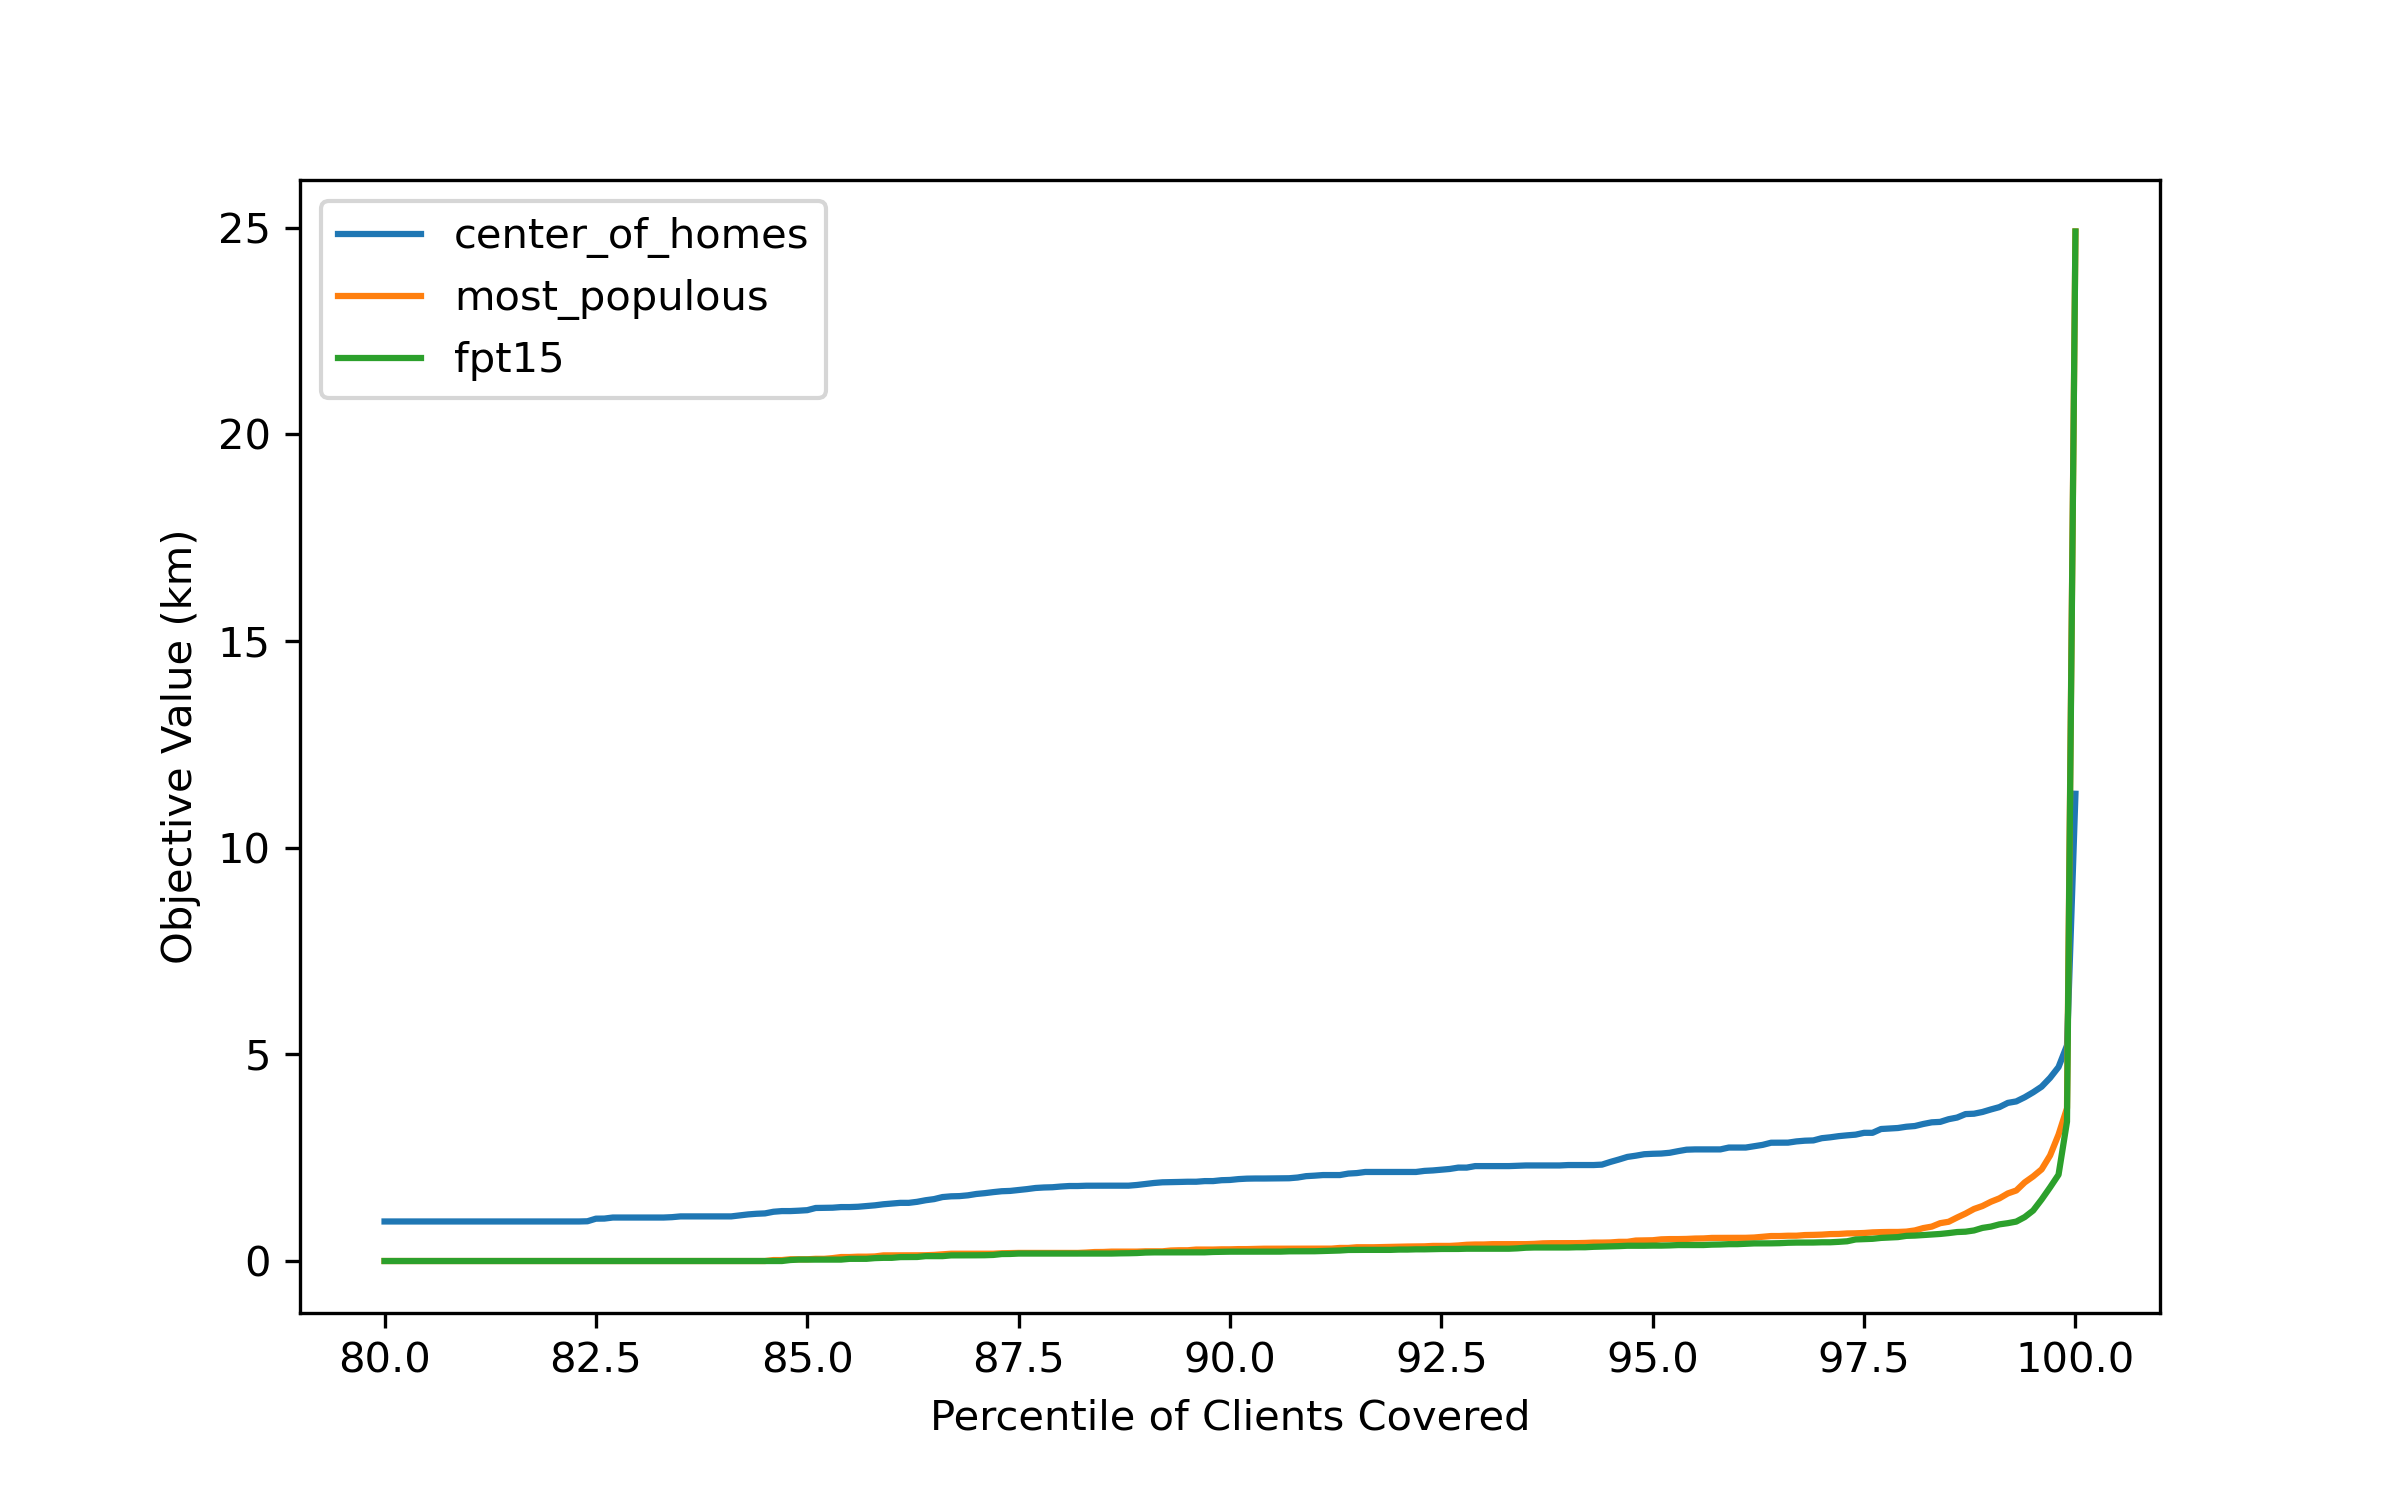 center_of_homes
most_populous
fpt15
25
20
15
10
5
0
Objective Value (km)
80.0 82.5 85.0 87.5 90.0 92.5 95.0 97.5 100.0
Percentile of Clients Covered